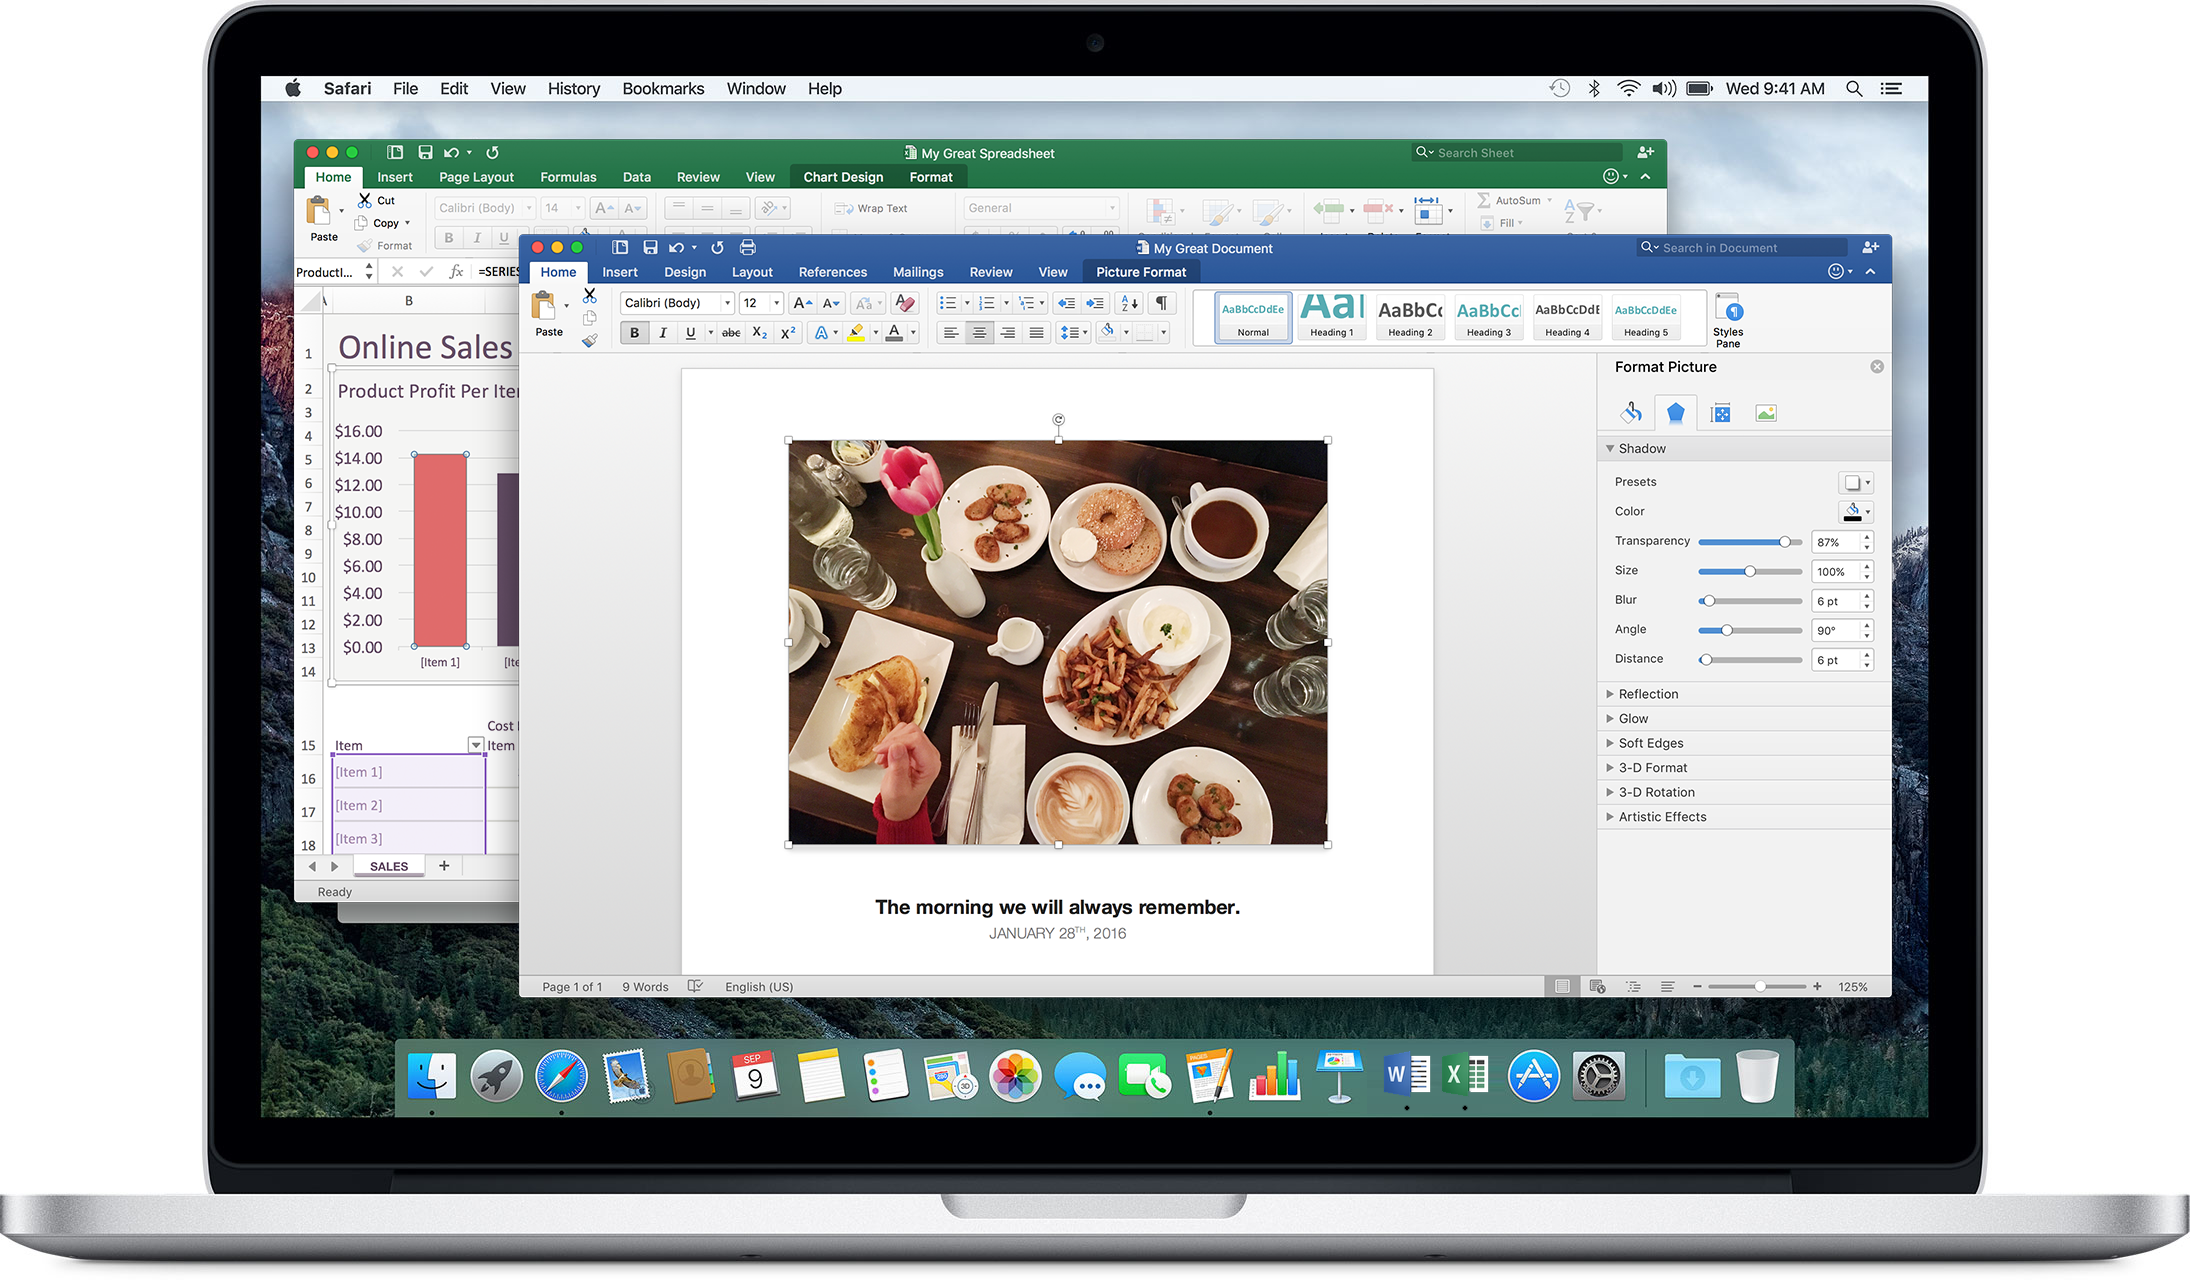 Safari File Edit View History Bookmarks Window Help Wed 9:41 AM
My Great Spreadsheet Search Sheet
Home Insert Page Layout Formulas Data Review View Chart Design Format
Cut
Calibri (Body) 14 A A Wrap Text General AutoSum
Copy
Paste
Format B I U Fill
ProductI... fx =SERIES
A B
1 Online Sales
2 Product Profit Per Ite
3
4 $16.00
5 $14.00
6 $12.00
7 $10.00
8 $8.00
9 $6.00
10
11 $4.00
12 $2.00
13 $0.00
14 [Item 1] [Ite
Cost
15 Item Item
16 [Item 1]
17 [Item 2]
18 [Item 3]
SALES +
Ready
My Great Document Search in Document
Home Insert Design Layout References Mailings Review View Picture Format
Paste
Calibri (Body) 12 A A Aa A
B I U abc X2 X2 A A
AaBbCcDdEe AaI AaBbCc AaBbCcI AaBbCcDdE AaBbCcDdEe
Normal Heading 1 Heading 2 Heading 3 Heading 4 Heading 5
Styles
Pane
The morning we will always remember.
JANUARY 28TH, 2016
Format Picture
Shadow
Presets
Color
Transparency 87%
Size 100%
Blur 6 pt
Angle 90°
Distance 6 pt
Reflection
Glow
Soft Edges
3-D Format
3-D Rotation
Artistic Effects
Page 1 of 1 9 Words English (US) 125%
SEP
9
3D
PAGES
W
X